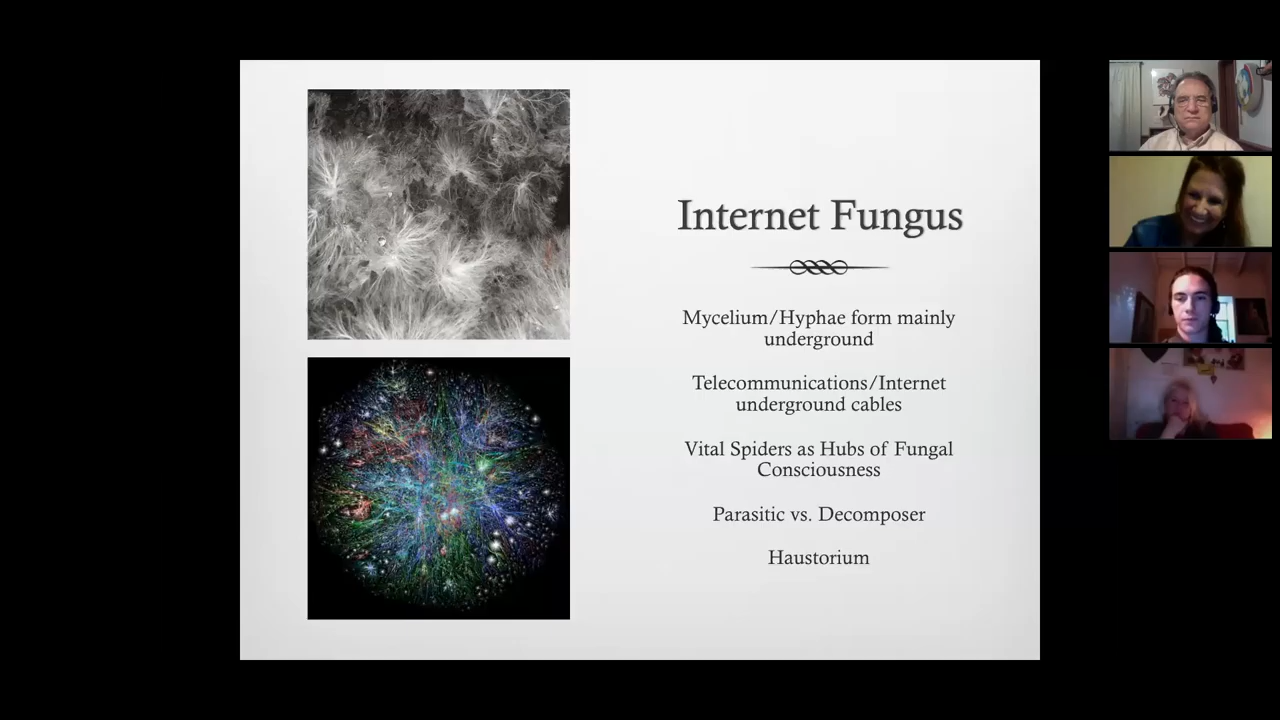 Internet Fungus
Mycelium/Hyphae form mainly
underground
Telecommunications/Internet
underground cables
Vital Spiders as Hubs of Fungal
Consciousness
Parasitic vs. Decomposer
Haustorium